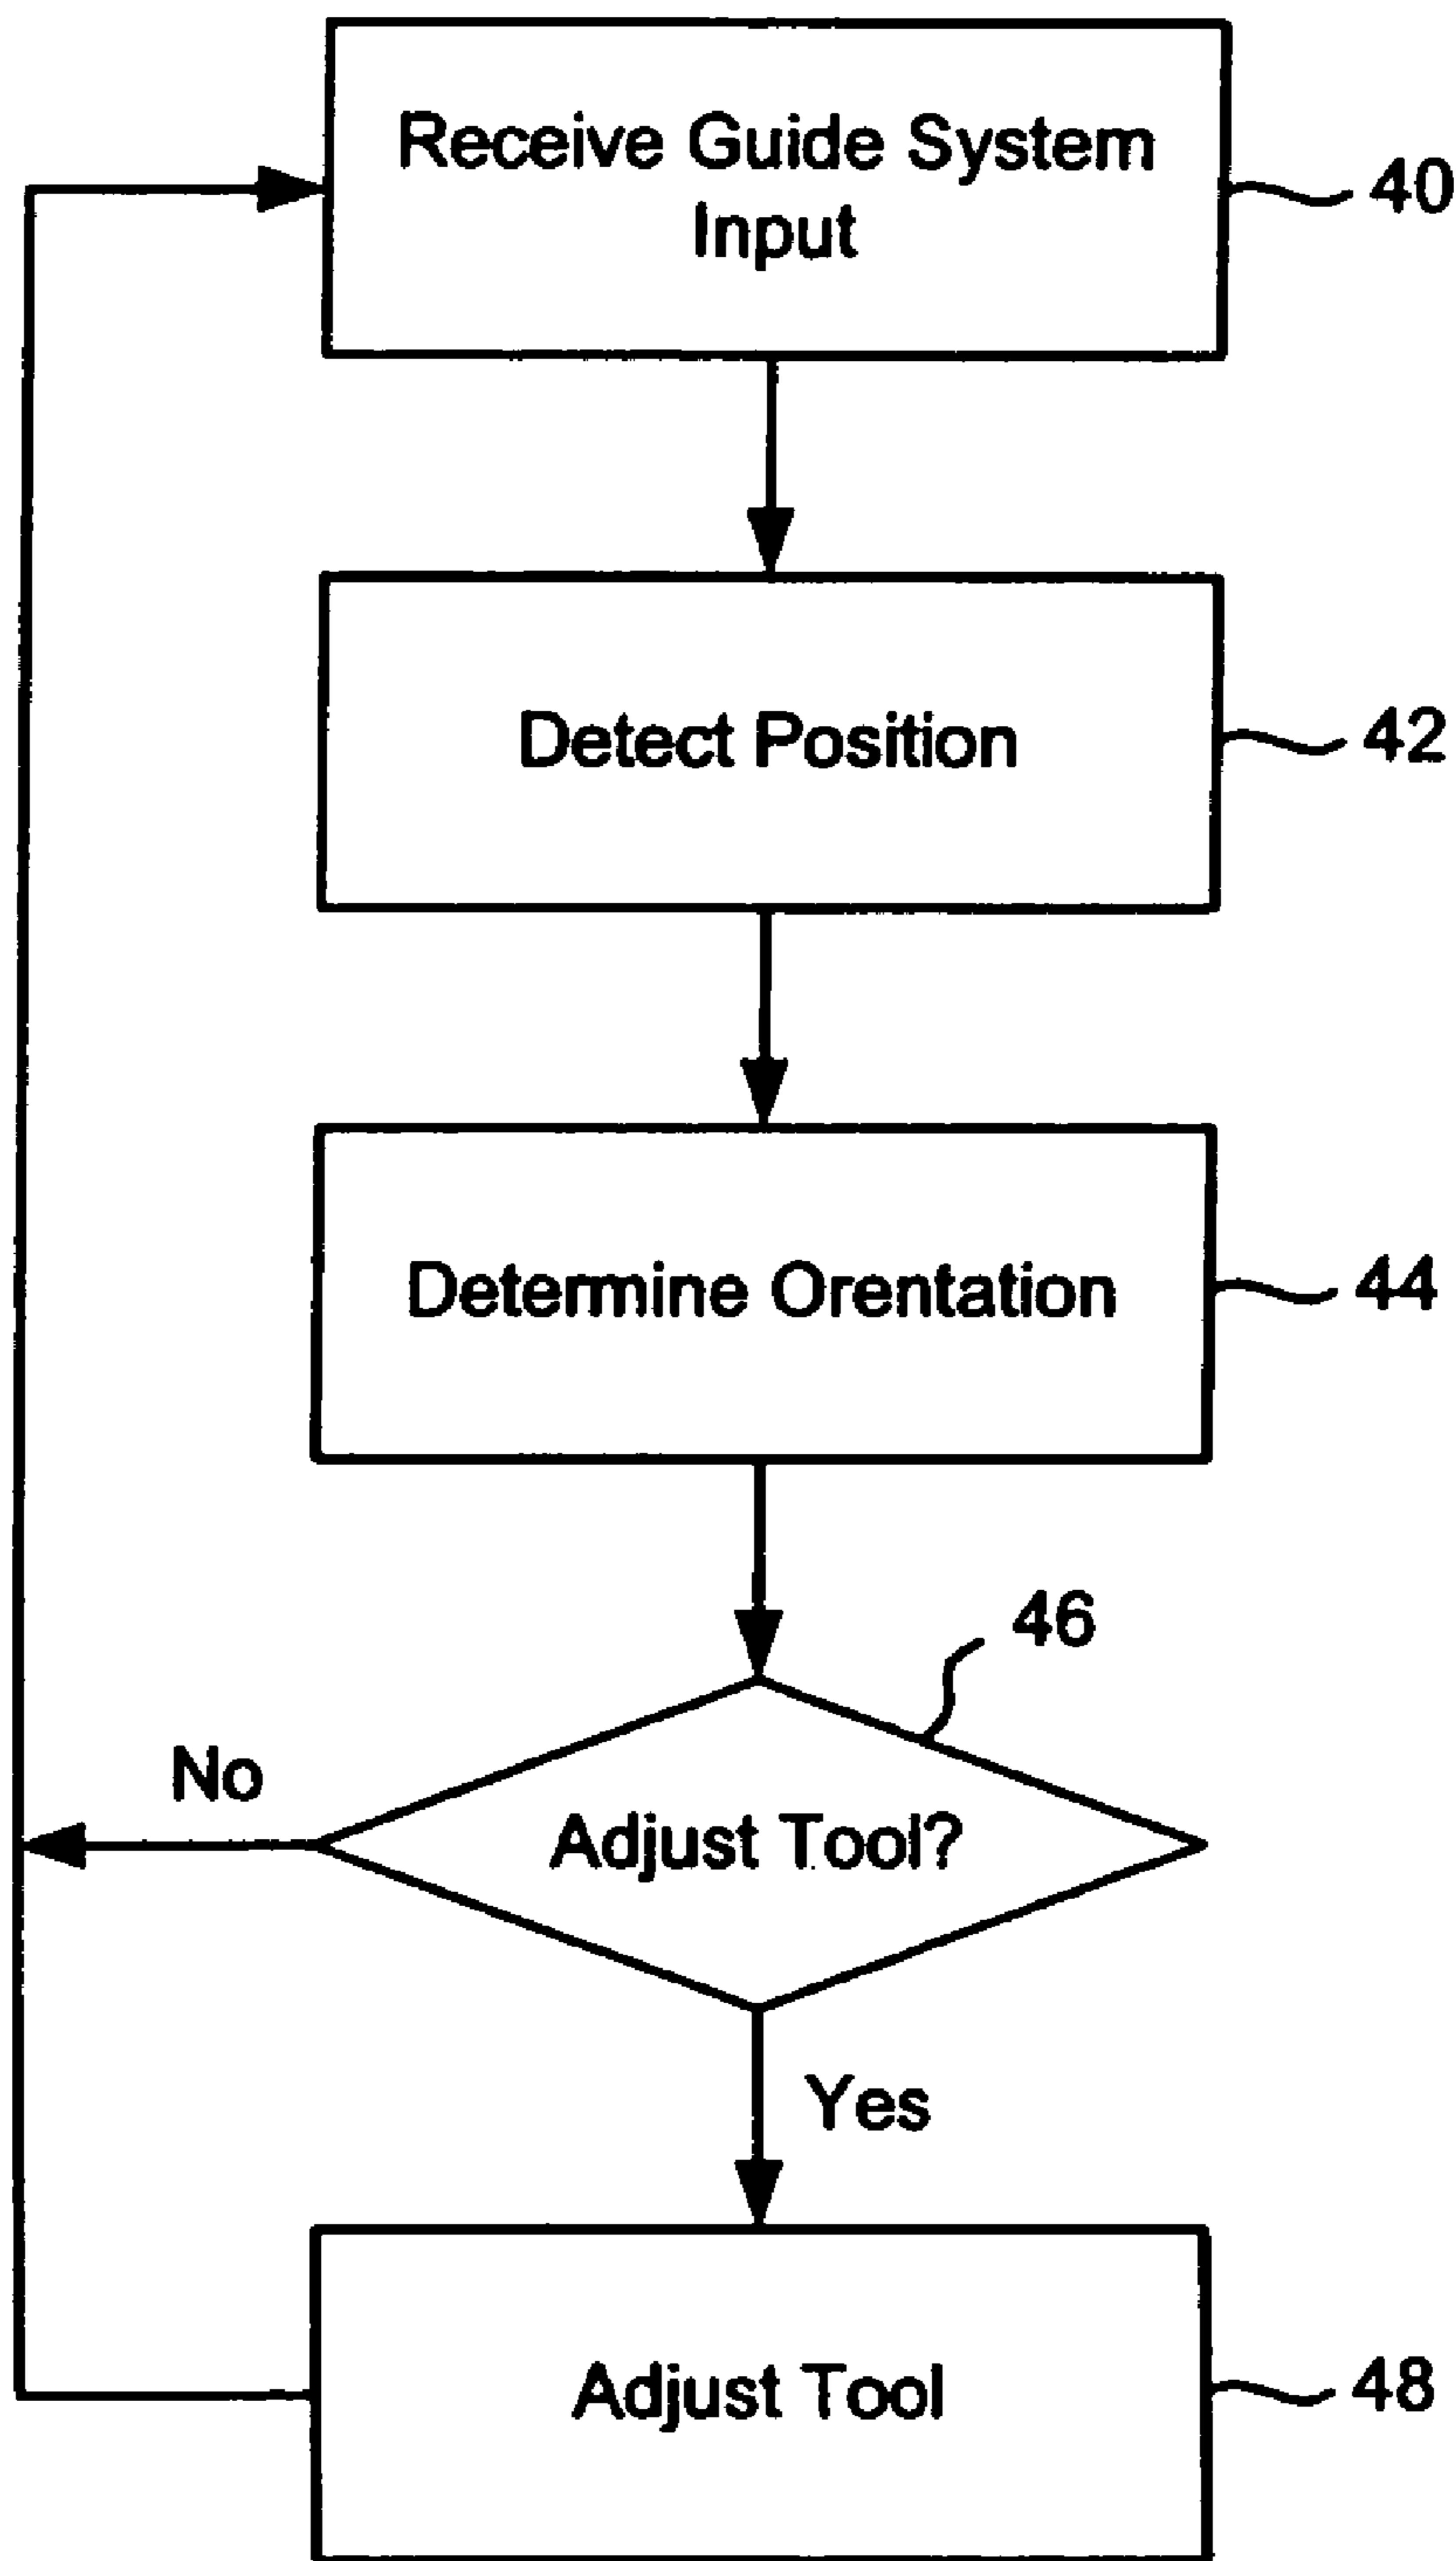 Receive Guide System
Input
40
Detect Position
42
Determine Orentation
44
46
No
Adjust Tool?
Yes
Adjust Tool
48